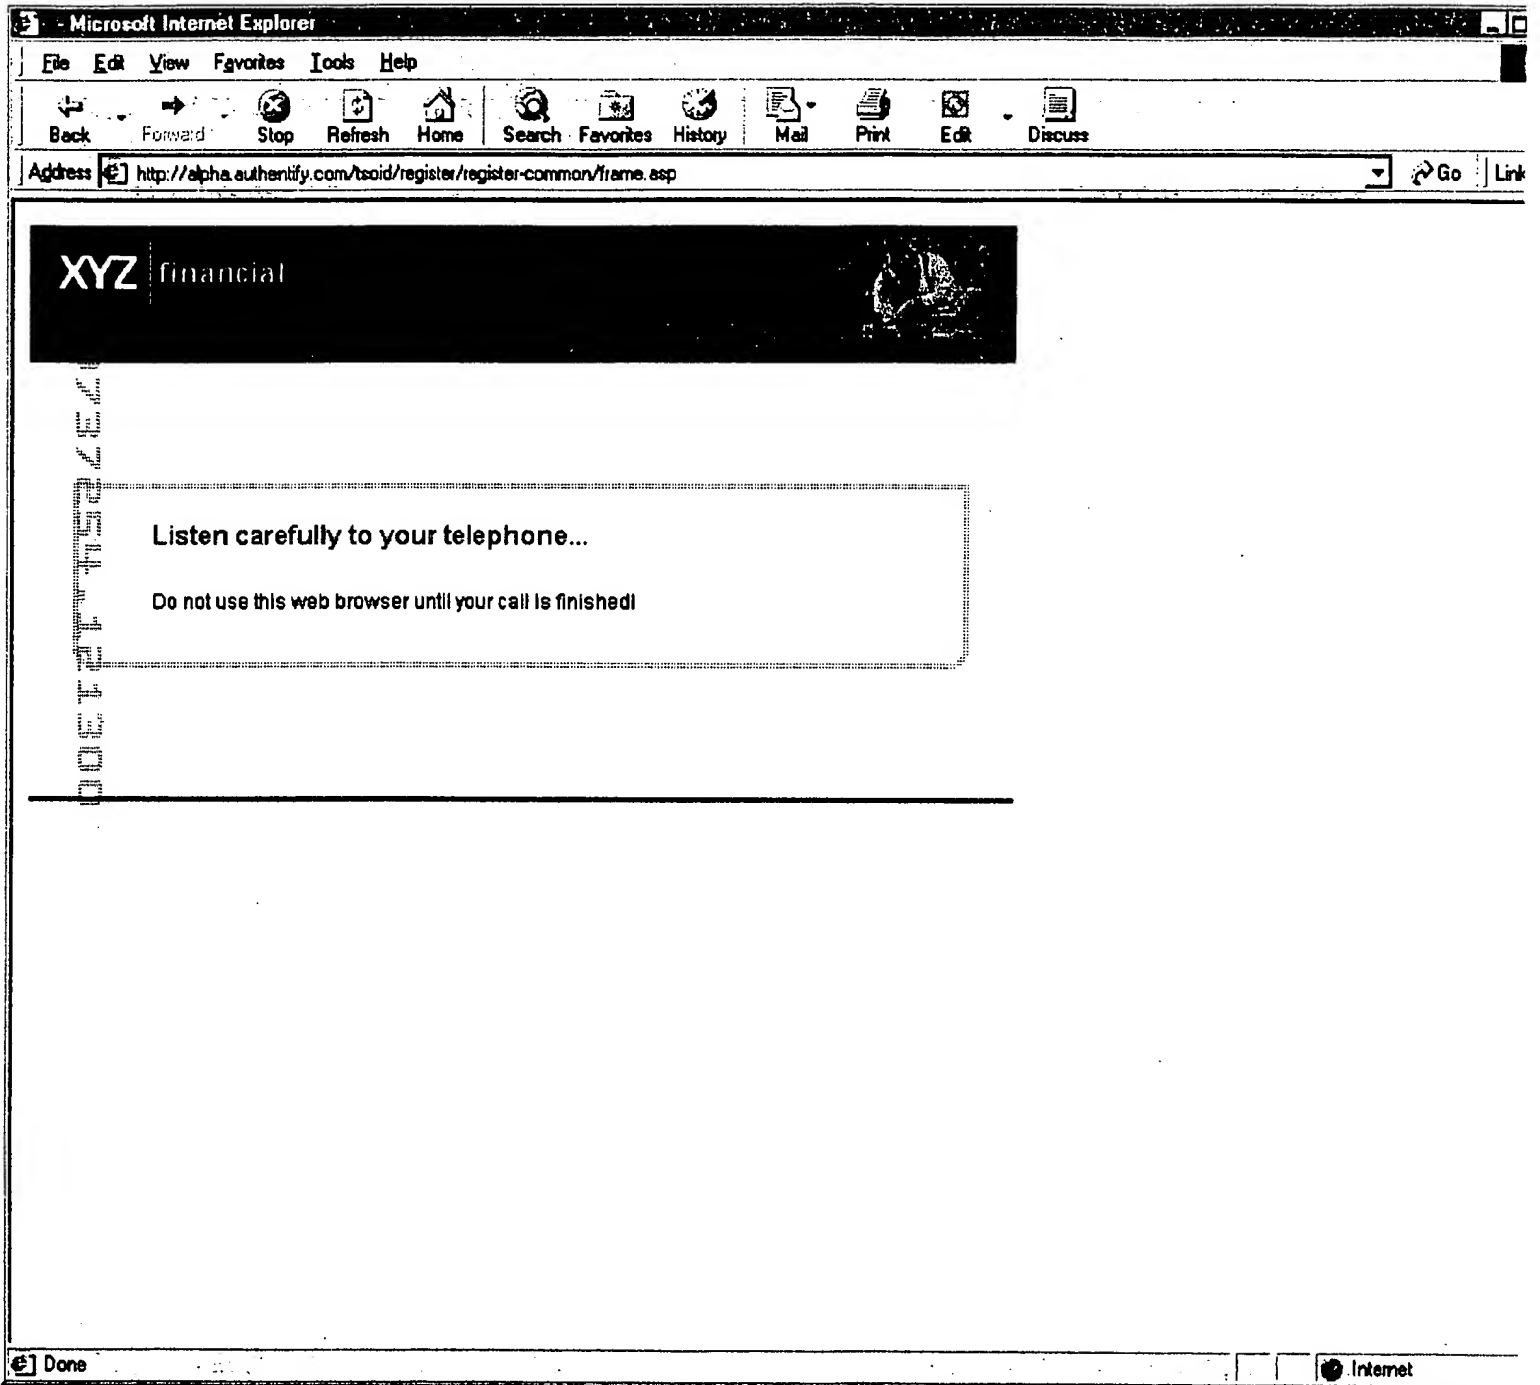 - Microsoft Internet Explorer
File Edit View Favorites Tools Help
Back Forward Stop Refresh Home Search Favorites History Mail Print Edit Discuss
Address http://alpha.authentify.com/tsoid/register/register-common/frame.asp Go Link
XYZ financial
Listen carefully to your telephone...
Do not use this web browser until your call is finished!
Done Internet